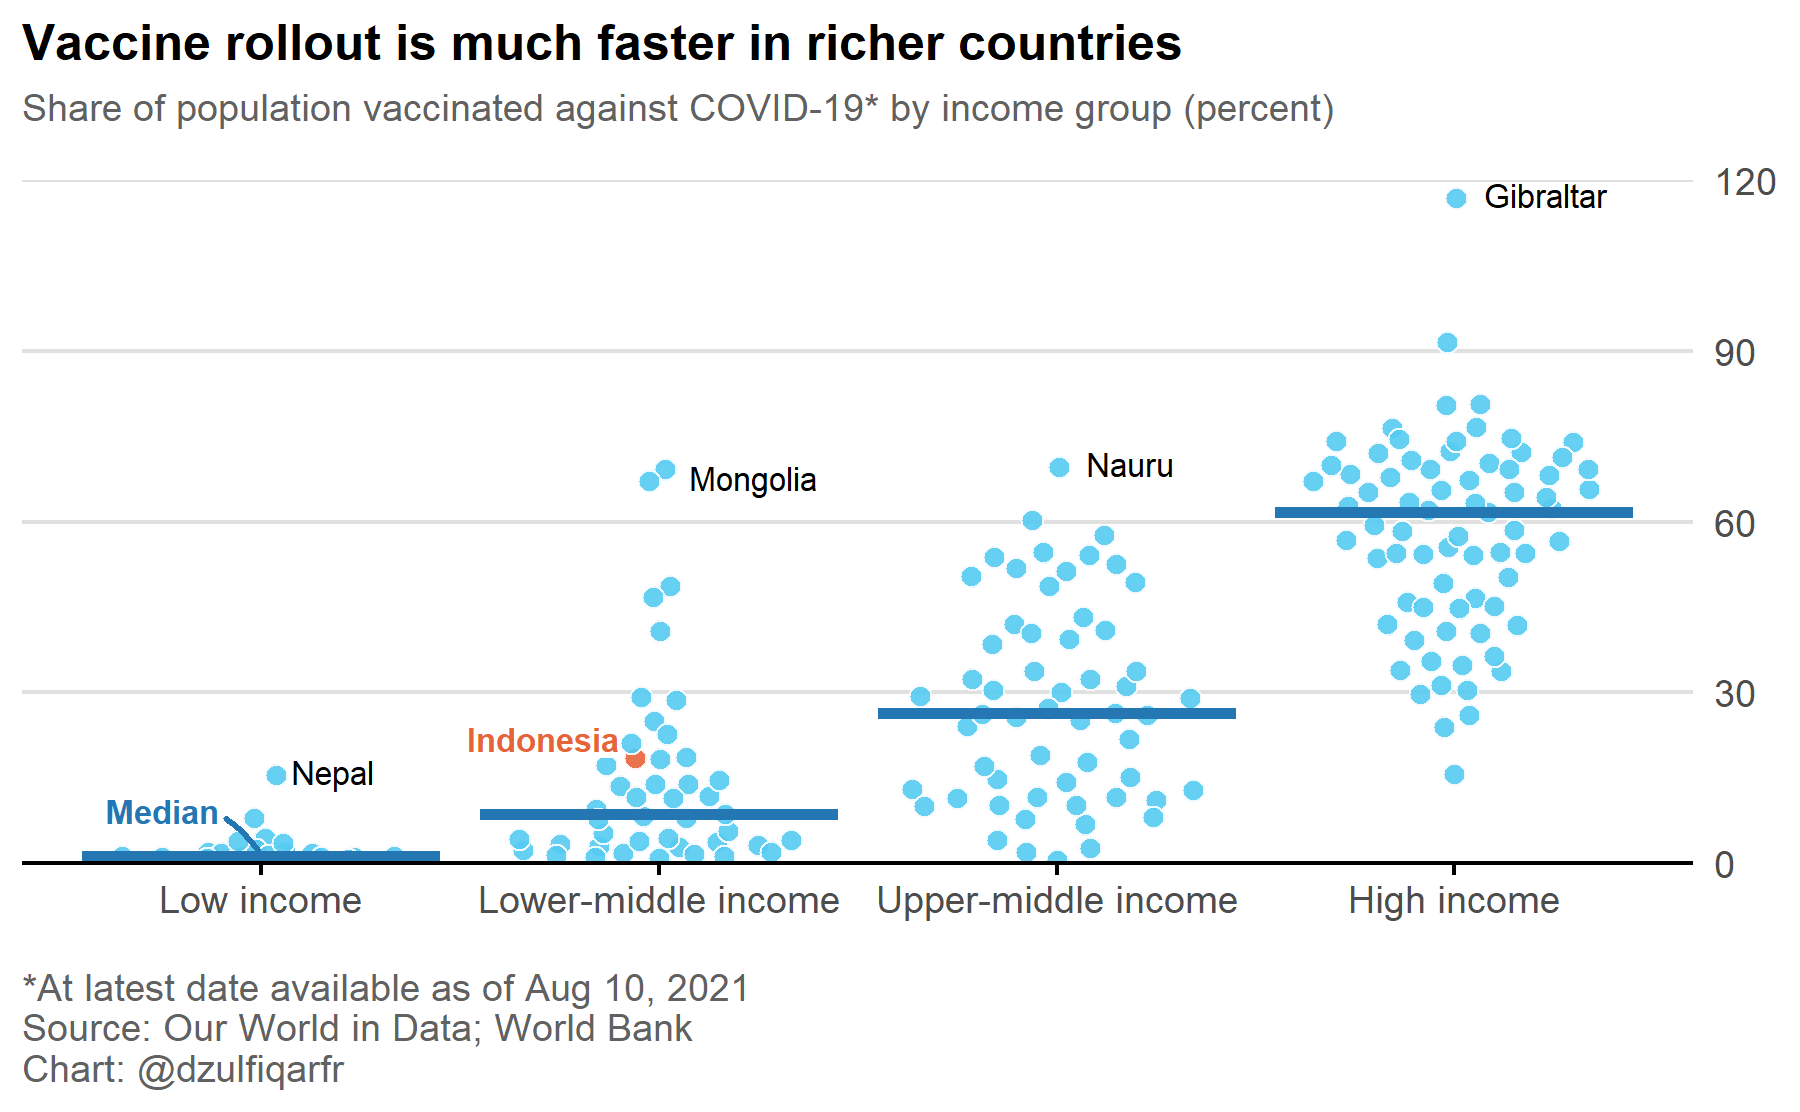 Vaccine rollout is much faster in richer countries
Share of population vaccinated against COVID-19* by income group (percent)
120
Gibraltar
90
Nauru
Mongolia
60
30
Indonesia
Nepal
Median
0
Low income
Lower-middle income
Upper-middle income
High income
*At latest date available as of Aug 10, 2021
Source: Our World in Data; World Bank
Chart: @dzulfiqarfr